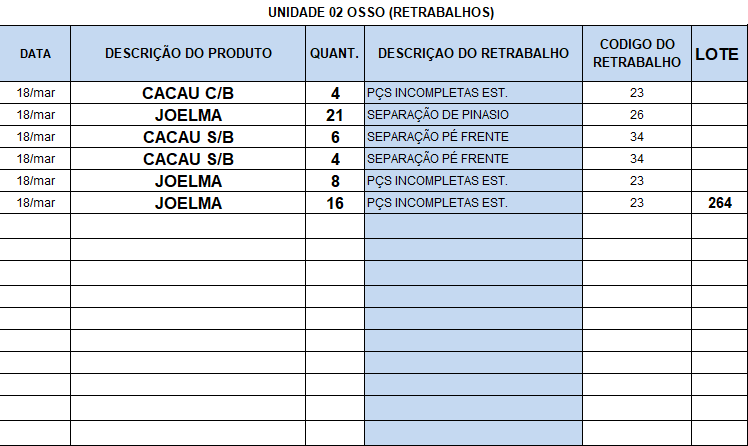 UNIDADE 02 OSSO (RETRABALHOS)
DATA DESCRIÇÃO DO PRODUTO QUANT. DESCRIÇAO DO RETRABALHO CODIGO DO RETRABALHO LOTE
18/mar CACAU C/B 4 PÇS INCOMPLETAS EST. 23
18/mar JOELMA 21 SEPARAÇÃO DE PINASIO 26
18/mar CACAU S/B 6 SEPARAÇÃO PÉ FRENTE 34
18/mar CACAU S/B 4 SEPARAÇÃO PÉ FRENTE 34
18/mar JOELMA 8 PÇS INCOMPLETAS EST. 23
18/mar JOELMA 16 PÇS INCOMPLETAS EST. 23 264